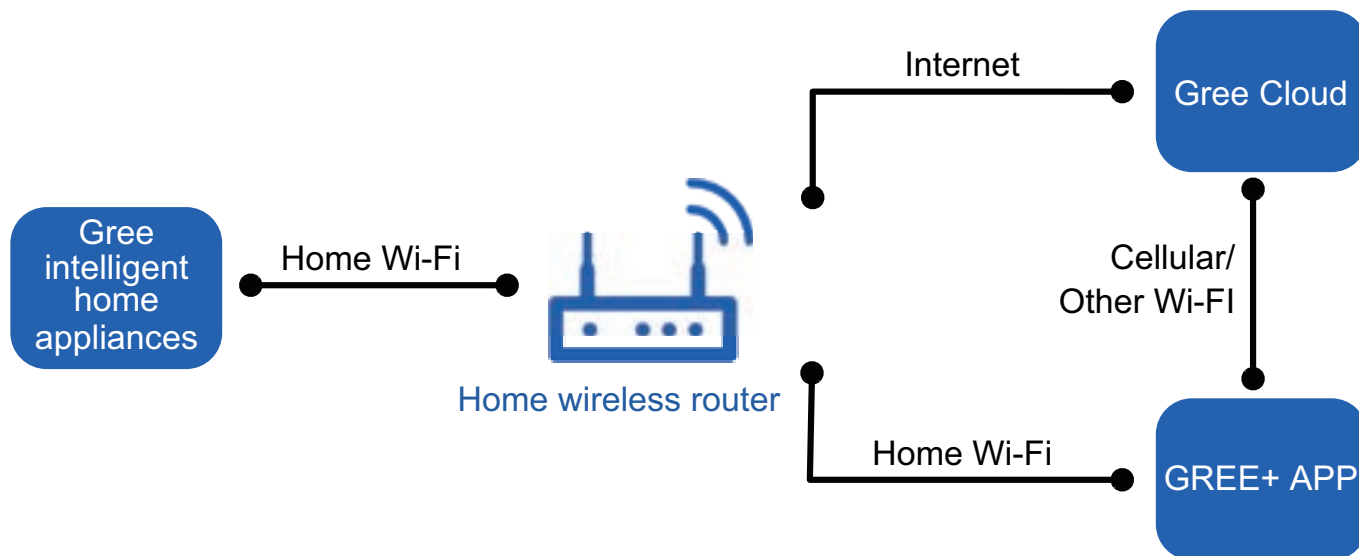 Internet
Gree Cloud
Gree
intelligent
home
appliances
Home Wi-Fi
Cellular/
Other Wi-FI
Home wireless router
Home Wi-Fi
GREE+ APP